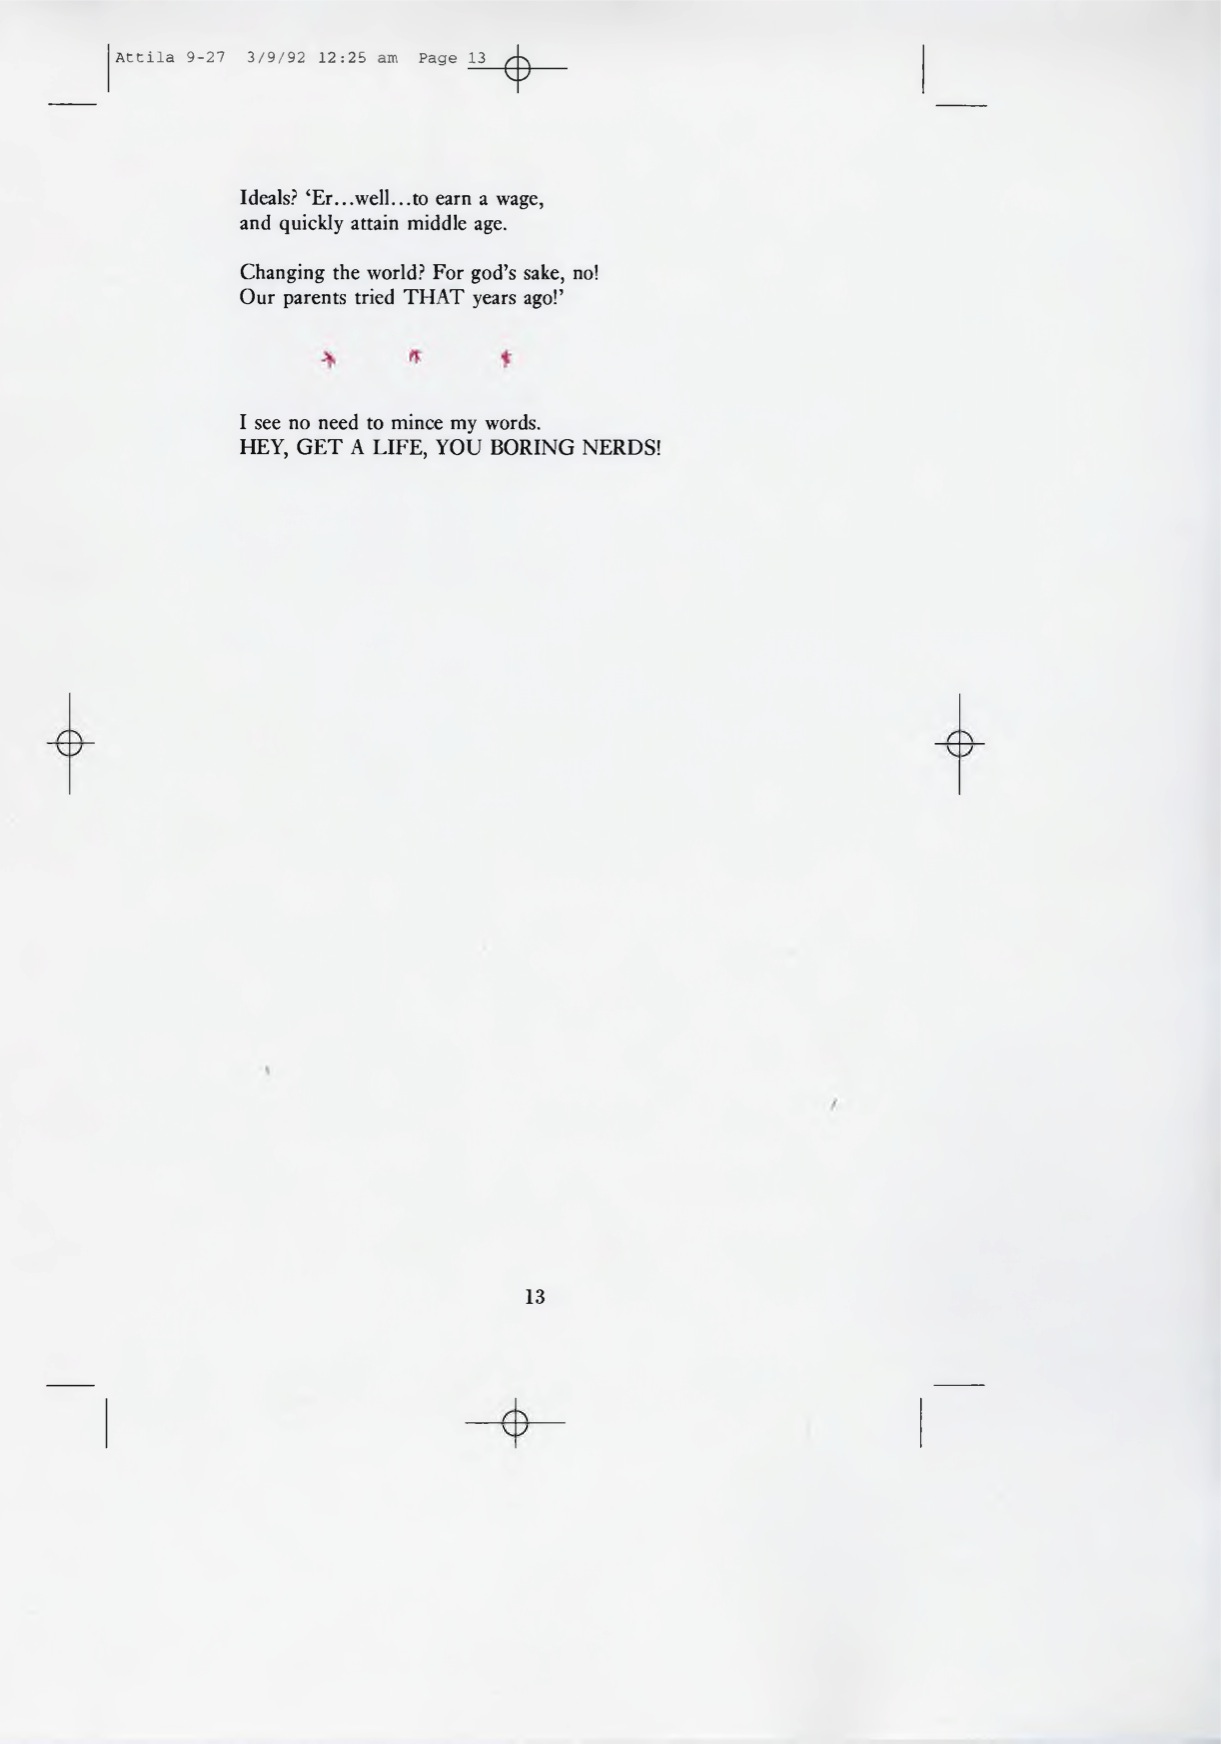 Attila 9-27 3/9/92 12:25 am Page 13
Ideals? ‘Er...well...to earn a wage,
and quickly attain middle age.
Changing the world? For god’s sake, no!
Our parents tried THAT years ago!’
* * *
I see no need to mince my words.
HEY, GET A LIFE, YOU BORING NERDS!
13